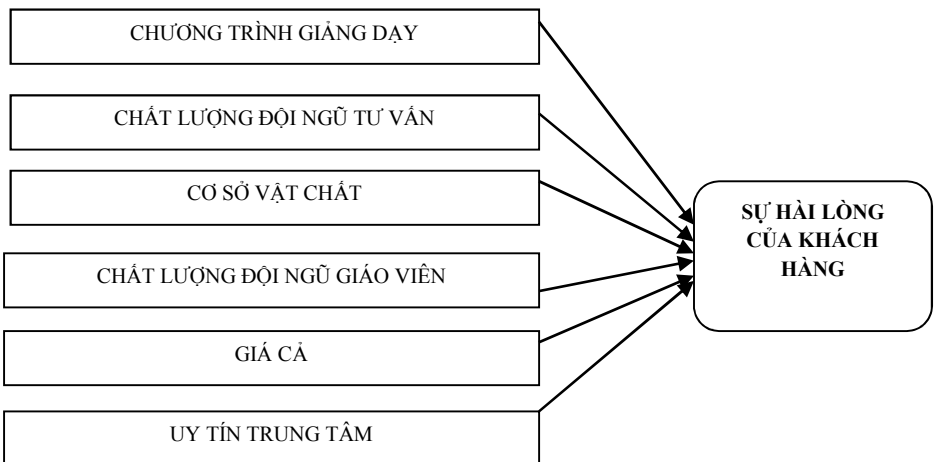 CHƯƠNG TRÌNH GIẢNG DẠY
CHẤT LƯỢNG ĐỘI NGŨ TƯ VẤN
CƠ SỞ VẬT CHẤT
CHẤT LƯỢNG ĐỘI NGŨ GIÁO VIÊN
GIÁ CẢ
UY TÍN TRUNG TÂM
SỰ HÀI LÒNG
CỦA KHÁCH
HÀNG